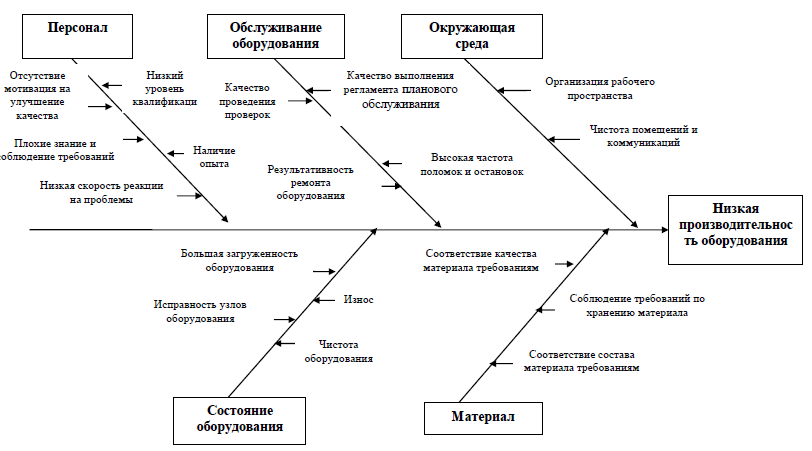 Персонал
Обслуживание
оборудования
Окружающая
среда
Отсутствие
мотивация на
улучшение
качества
Низкий
уровень
квалификаци
Плохие знание и
соблюдение требований
Наличие
опыта
Низкая скорость реакции
на проблемы
Качество
проведения
проверок
Качество выполнения
регламента планового
обслуживания
Результативность
ремонта
оборудования
Высокая частота
поломок и остановок
Организация рабочего
пространства
Чистота помещений и
коммуникаций
Низкая
производительнос
ть оборудования
Большая загруженность
оборудования
Исправность узлов
оборудования
Износ
Чистота
оборудования
Соответствие качества
материала требованиям
Соблюдение требований по
хранению материала
Соответствие состава
материала требованиям
Состояние
оборудования
Материал